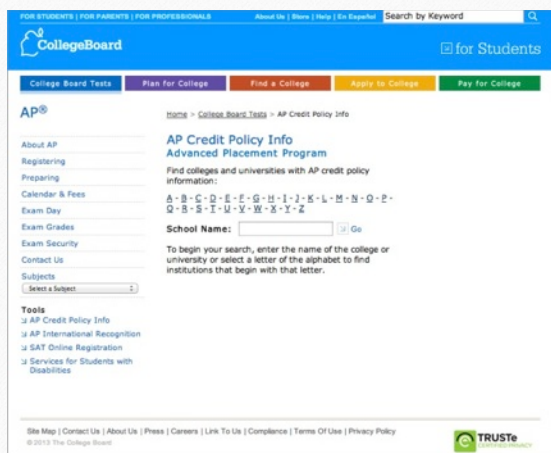 FOR STUDENTS | FOR PARENTS | FOR PROFESSIONALS
About Us | Store | Help | En Español
Search by Keyword
CollegeBoard
for Students
College Board Tests
Plan for College
Find a College
Apply to College
Pay for College
AP®
Home > College Board Tests > AP Credit Policy Info
AP Credit Policy Info
Advanced Placement Program
Find colleges and universities with AP credit policy
information:
A - B - C - D - E - F - G - H - I - J - K - L - M - N - O - P -
Q - R - S - T - U - V - W - X - Y - Z
School Name:
Go
To begin your search, enter the name of the college or
university or select a letter of the alphabet to find
institutions that begin with that letter.
About AP
Registering
Preparing
Calendar & Fees
Exam Day
Exam Grades
Exam Security
Contact Us
Subjects
Select a Subject
Tools
AP Credit Policy Info
AP International Recognition
SAT Online Registration
Services for Students with
Disabilities
Site Map | Contact Us | About Us | Press | Careers | Link To Us | Compliance | Terms Of Use | Privacy Policy
© 2013 The College Board
TRUSTe
CERTIFIED PRIVACY